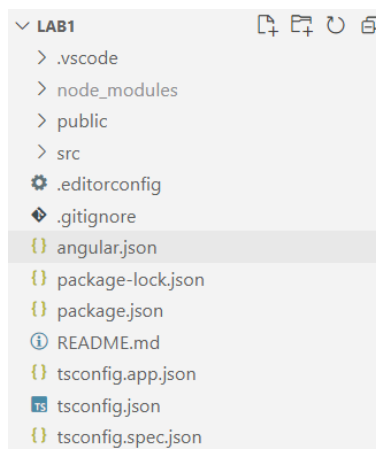 LAB1
.vscode
node_modules
public
src
.editorconfig
.gitignore
angular.json
package-lock.json
package.json
README.md
tsconfig.app.json
TS tsconfig.json
tsconfig.spec.json